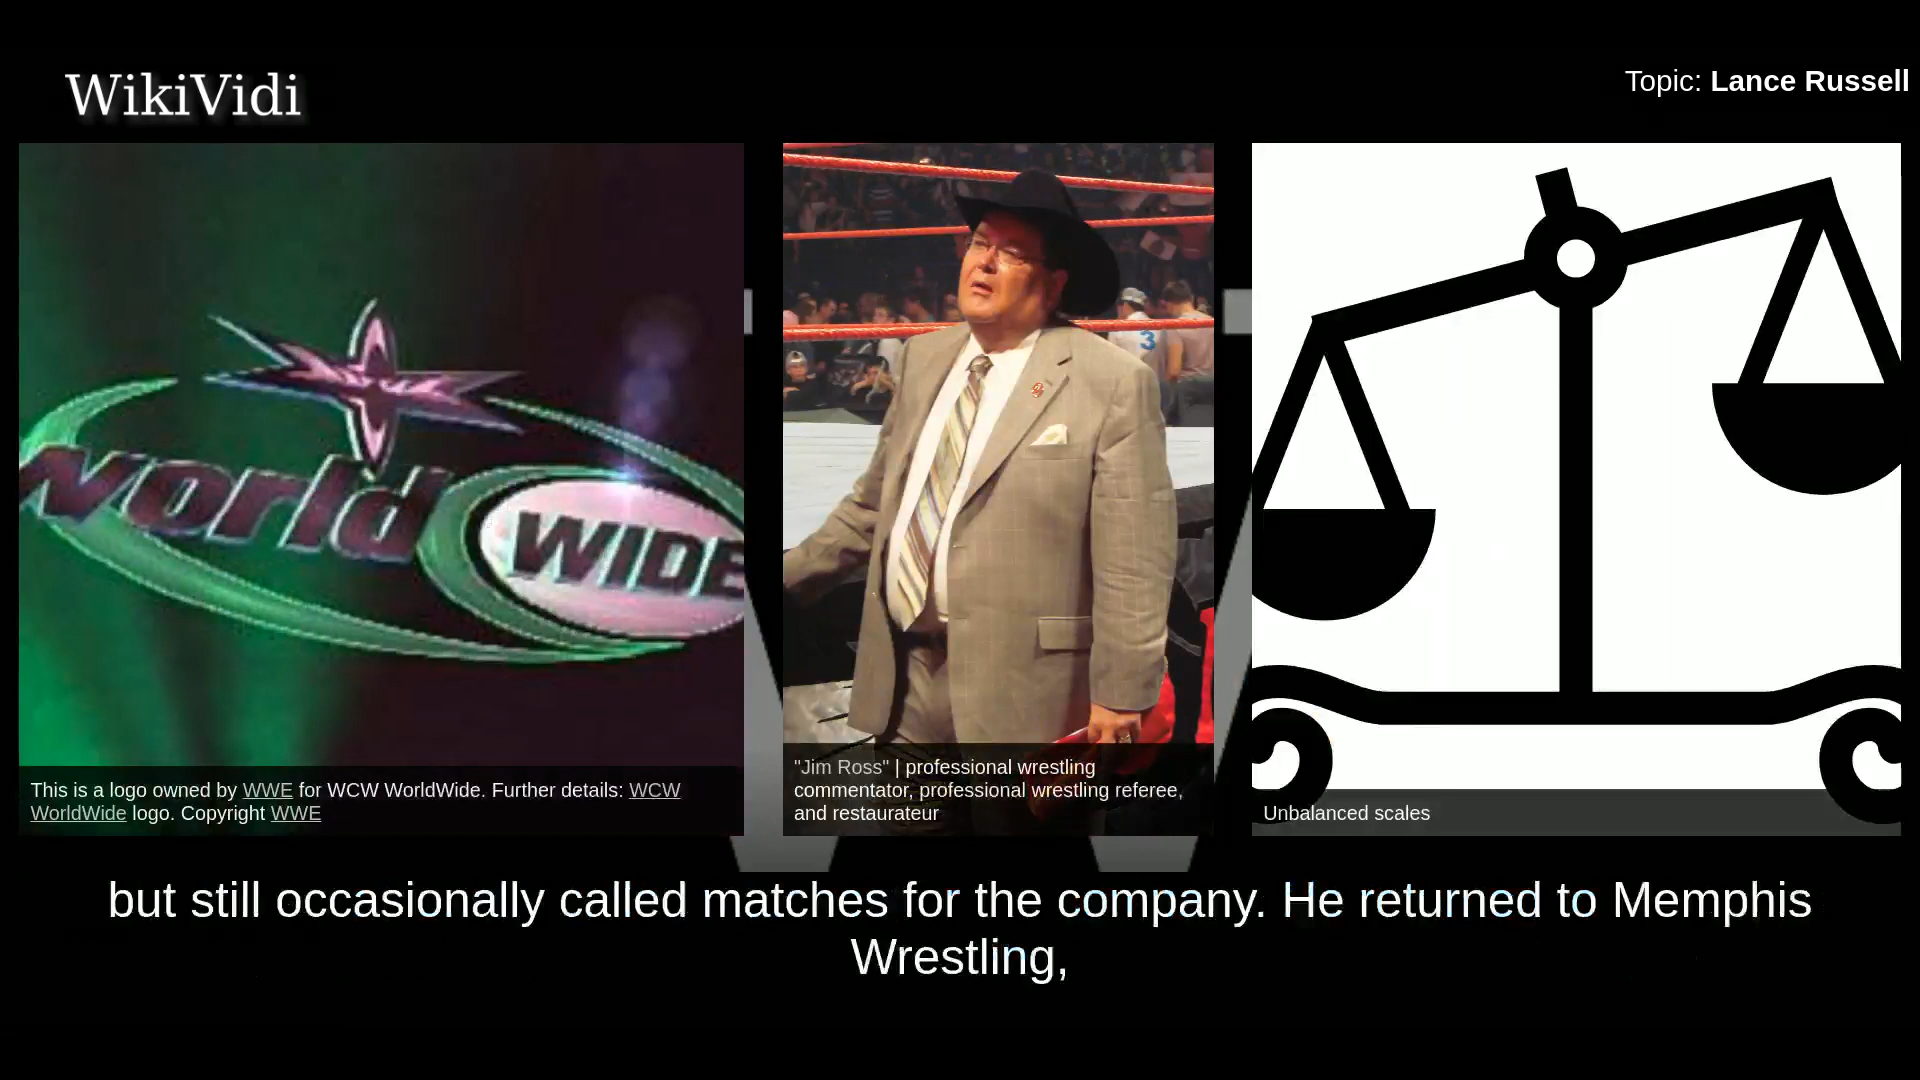 WikiVidi
Topic: Lance Russell
world
WIDE
3
This is a logo owned by WWE for WCW WorldWide. Further details: WCW
WorldWide logo. Copyright WWE
"Jim Ross" | professional wrestling
commentator, professional wrestling referee,
and restaurateur
Unbalanced scales
but still occasionally called matches for the company. He returned to Memphis
Wrestling,